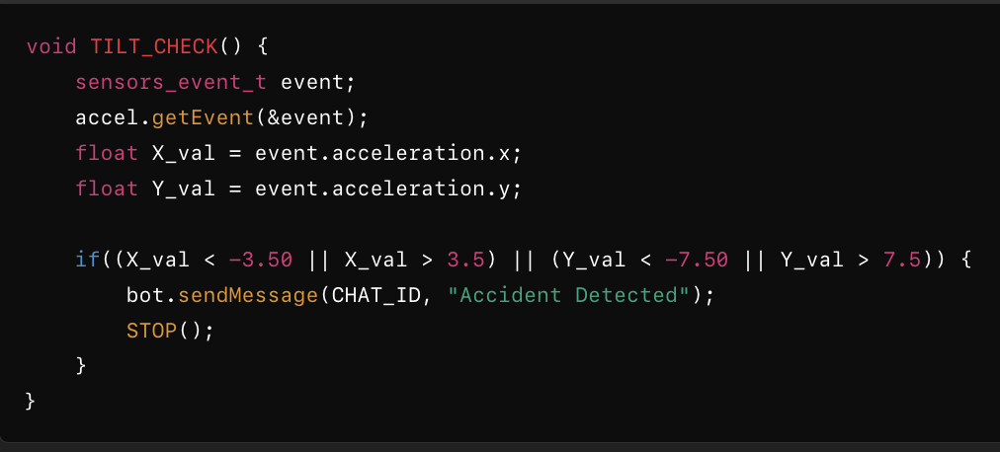 void TILT_CHECK() {
    sensors_event_t event;
    accel.getEvent(&event);
    float X_val = event.acceleration.x;
    float Y_val = event.acceleration.y;

    if((X_val < -3.50 || X_val > 3.5) || (Y_val < -7.50 || Y_val > 7.5)) {
        bot.sendMessage(CHAT_ID, "Accident Detected");
        STOP();
    }
}